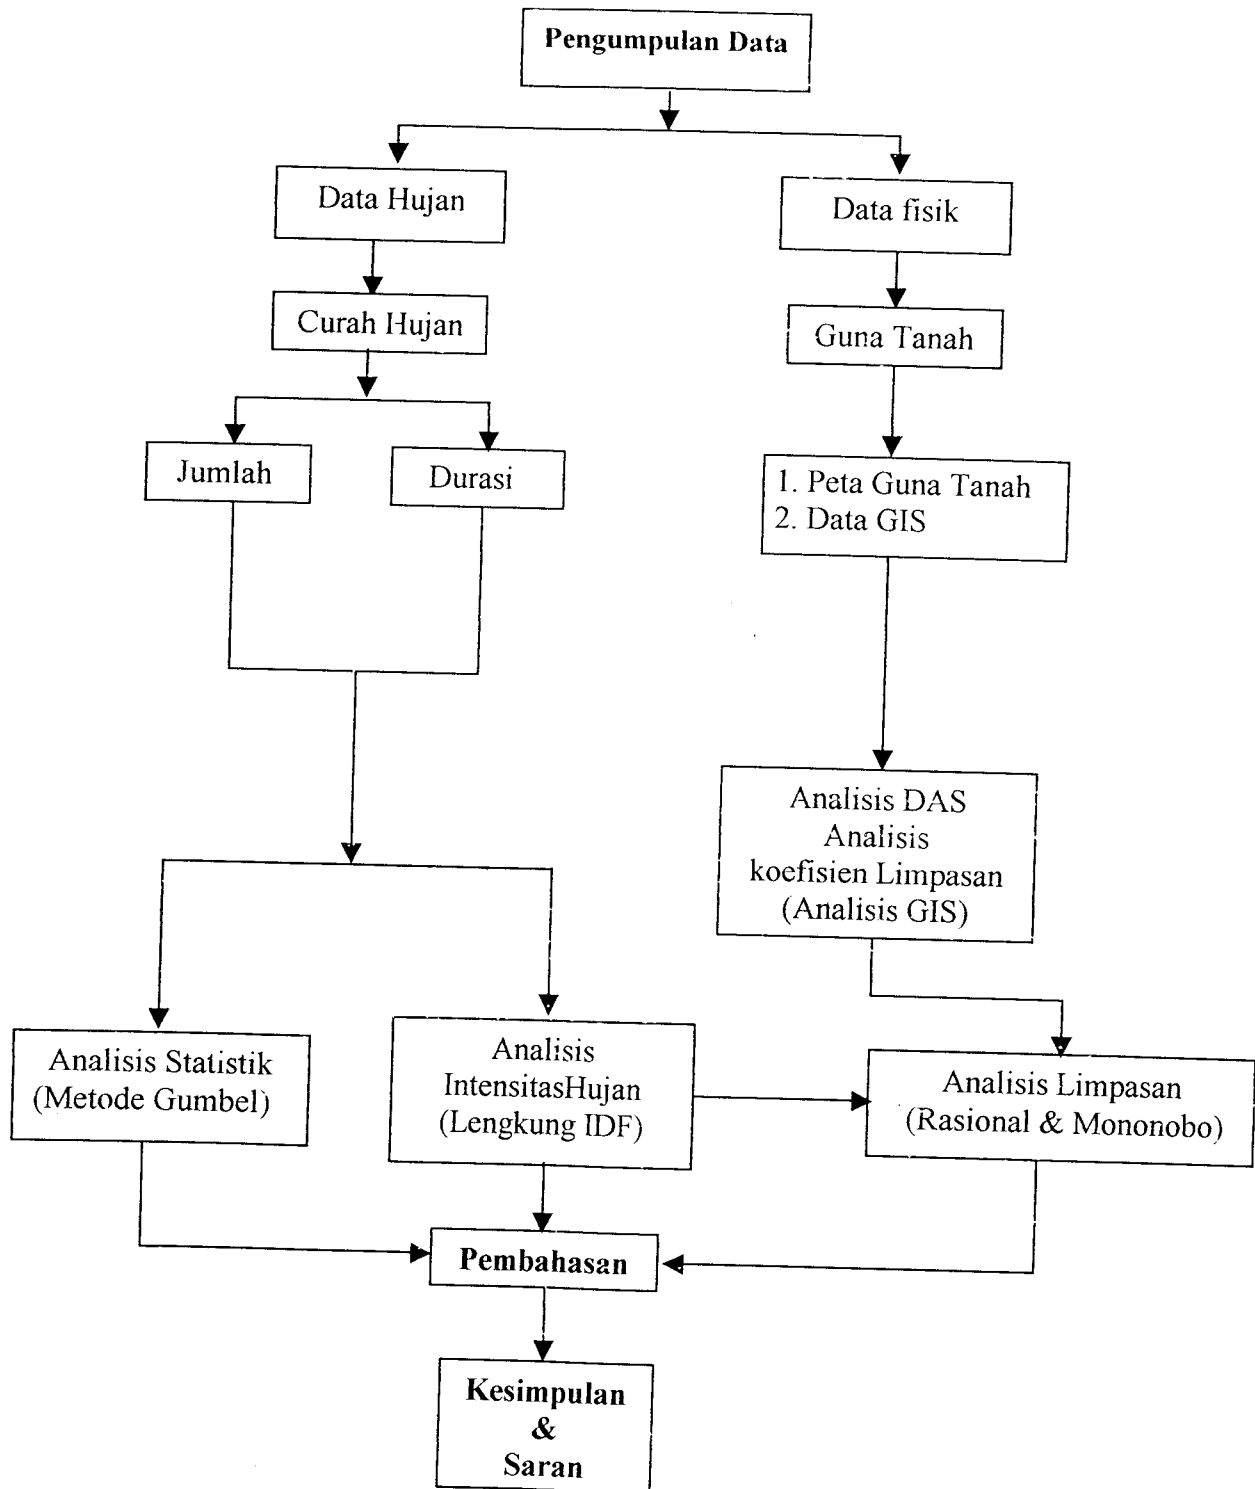 Pengumpulan Data
Data Hujan
Data fisik
Curah Hujan
Guna Tanah
Jumlah
Durasi
1. Peta Guna Tanah
2. Data GIS
Analisis DAS
Analisis
koefisien Limpasan
(Analisis GIS)
Analisis Statistik
(Metode Gumbel)
Analisis
IntensitasHujan
(Lengkung IDF)
Analisis Limpasan
(Rasional & Mononobo)
Pembahasan
Kesimpulan
&
Saran